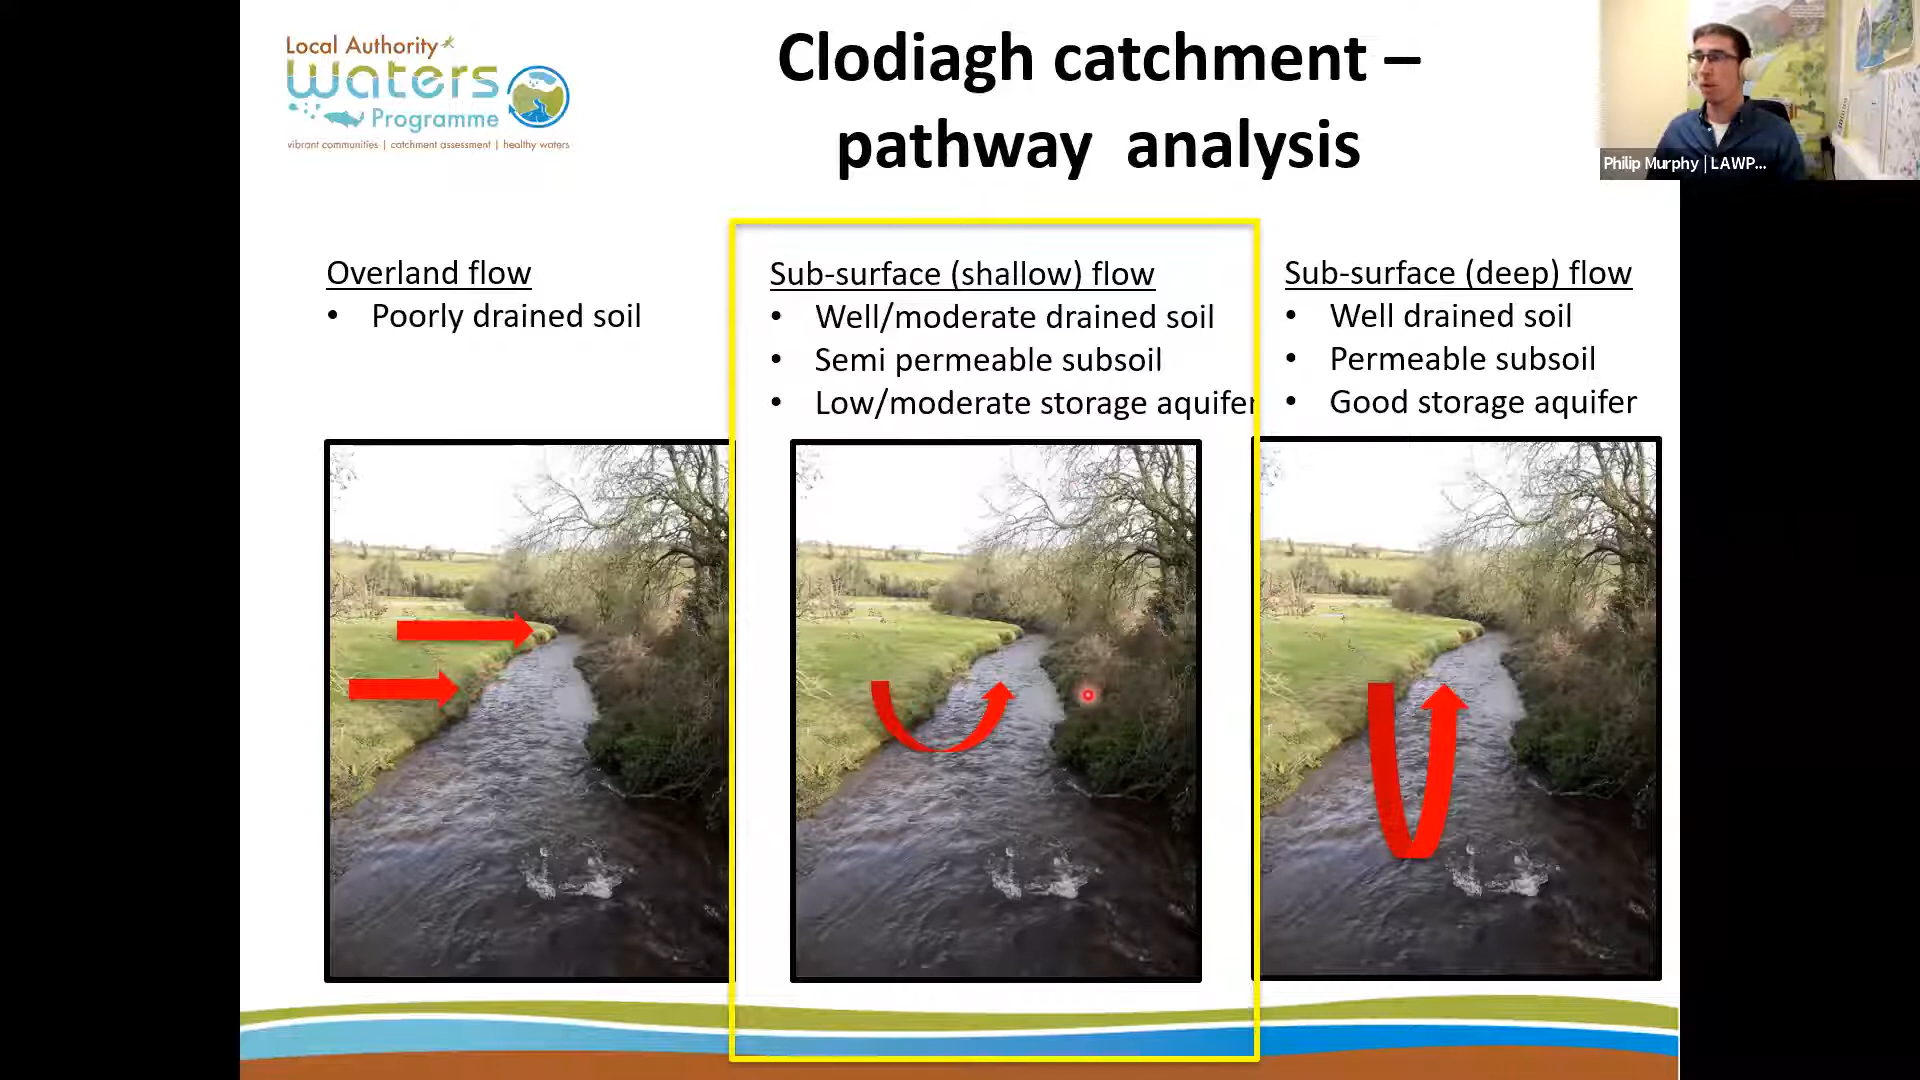 Local Authority
waters
Programme
vibrant communities | catchment assessment | healthy waters
Clodiagh catchment –
pathway analysis
Philip Murphy | LAWP...
Overland flow
• Poorly drained soil
Sub-surface (shallow) flow
• Well/moderate drained soil
• Semi permeable subsoil
• Low/moderate storage aquifer
Sub-surface (deep) flow
• Well drained soil
• Permeable subsoil
• Good storage aquifer